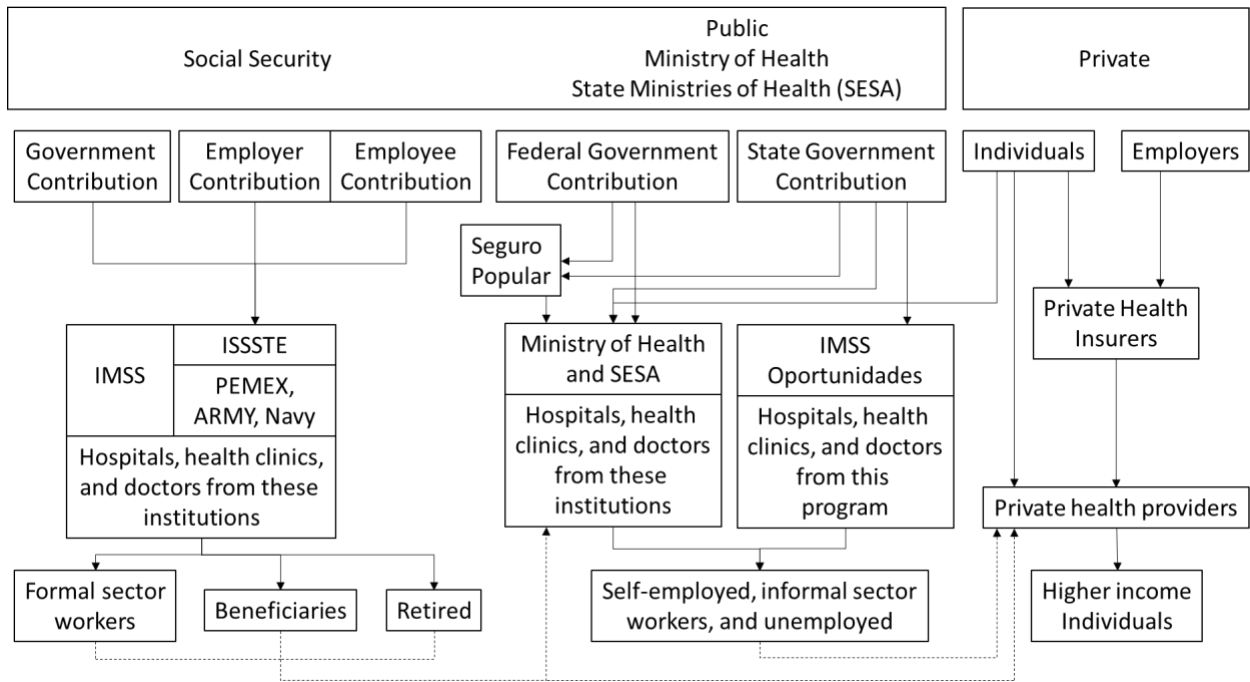 Social Security
Public
Ministry of Health
State Ministries of Health (SESA)
Private
Government
Contribution
Employer
Contribution
Employee
Contribution
Federal Government
Contribution
State Government
Contribution
Individuals
Employers
Seguro
Popular
Private Health
Insurers
IMSS
ISSSTE
PEMEX,
ARMY, Navy
Hospitals, health clinics,
and doctors from these
institutions
Ministry of Health
and SESA
Hospitals, health
clinics, and doctors
from these
institutions
IMSS
Oportunidades
Hospitals, health
clinics, and doctors
from this
program
Private health providers
Formal sector
workers
Beneficiaries
Retired
Self-employed, informal sector
workers, and unemployed
Higher income
Individuals